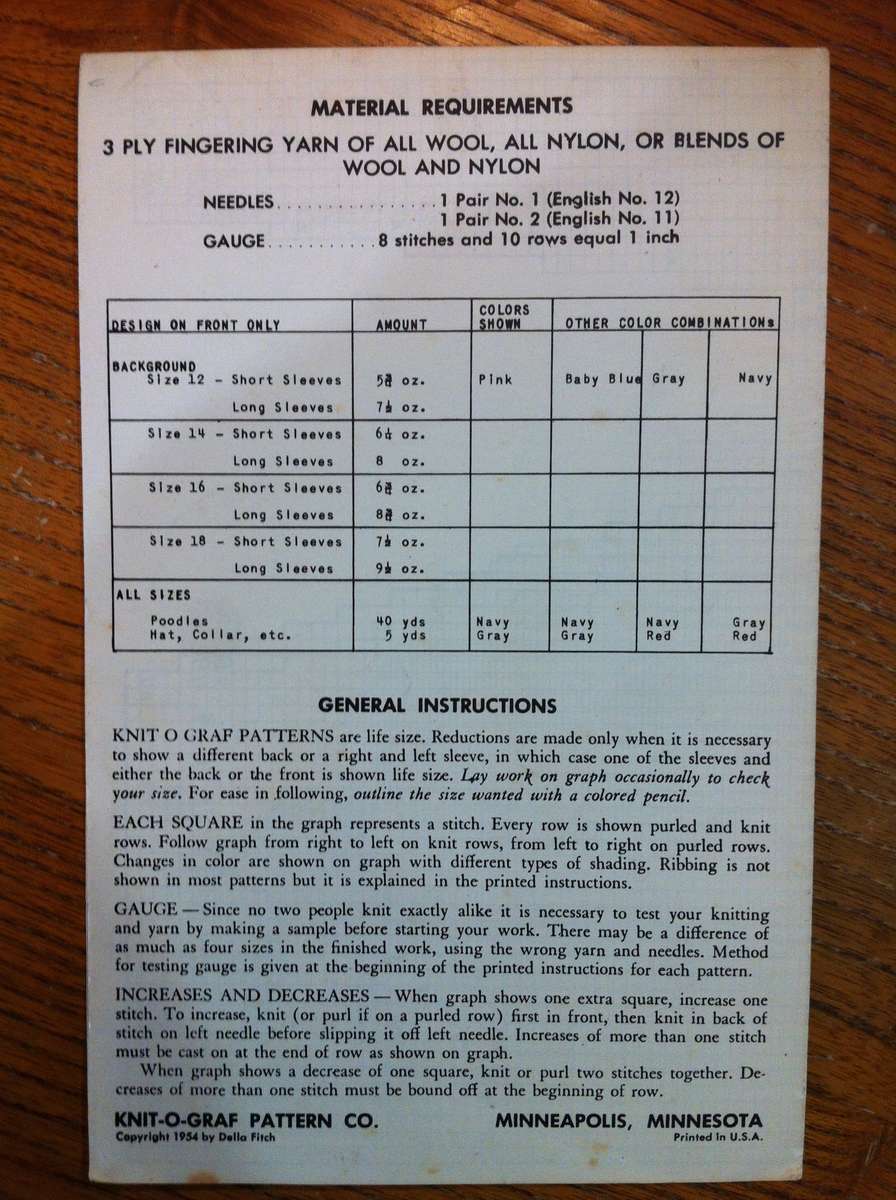 MATERIAL REQUIREMENTS
3 PLY FINGERING YARN OF ALL WOOL, ALL NYLON, OR BLENDS OF
WOOL AND NYLON
NEEDLES................1 Pair No. 1 (English No. 12)
1 Pair No. 2 (English No. 11)
GAUGE...........8 stitches and 10 rows equal 1 inch
DESIGN ON FRONT ONLY AMOUNT COLORS SHOWN OTHER COLOR COMBINATIONs
BACKGROUND
Size 12 - Short Sleeves 5¾ oz. Pink Baby Blue Gray Navy
Long Sleeves 7½ oz.
Size 14 - Short Sleeves 6¼ oz.
Long Sleeves 8 oz.
Size 16 - Short Sleeves 6¾ oz.
Long Sleeves 8¾ oz.
Size 18 - Short Sleeves 7½ oz.
Long Sleeves 9½ oz.
ALL SIZES
Poodles 40 yds Navy Navy Navy Gray
Hat, Collar, etc. 5 yds Gray Gray Red Red
GENERAL INSTRUCTIONS
KNIT O GRAF PATTERNS are life size. Reductions are made only when it is necessary
to show a different back or a right and left sleeve, in which case one of the sleeves and
either the back or the front is shown life size. Lay work on graph occasionally to check
your size. For ease in following, outline the size wanted with a colored pencil.
EACH SQUARE in the graph represents a stitch. Every row is shown purled and knit
rows. Follow graph from right to left on knit rows, from left to right on purled rows.
Changes in color are shown on graph with different types of shading. Ribbing is not
shown in most patterns but it is explained in the printed instructions.
GAUGE — Since no two people knit exactly alike it is necessary to test your knitting
and yarn by making a sample before starting your work. There may be a difference of
as much as four sizes in the finished work, using the wrong yarn and needles. Method
for testing gauge is given at the beginning of the printed instructions for each pattern.
INCREASES AND DECREASES — When graph shows one extra square, increase one
stitch. To increase, knit (or purl if on a purled row) first in front, then knit in back of
stitch on left needle before slipping it off left needle. Increases of more than one stitch
must be cast on at the end of row as shown on graph.
When graph shows a decrease of one square, knit or purl two stitches together. De-
creases of more than one stitch must be bound off at the beginning of row.
KNIT-O-GRAF PATTERN CO. MINNEAPOLIS, MINNESOTA
Copyright 1954 by Della Fitch Printed in U.S.A.